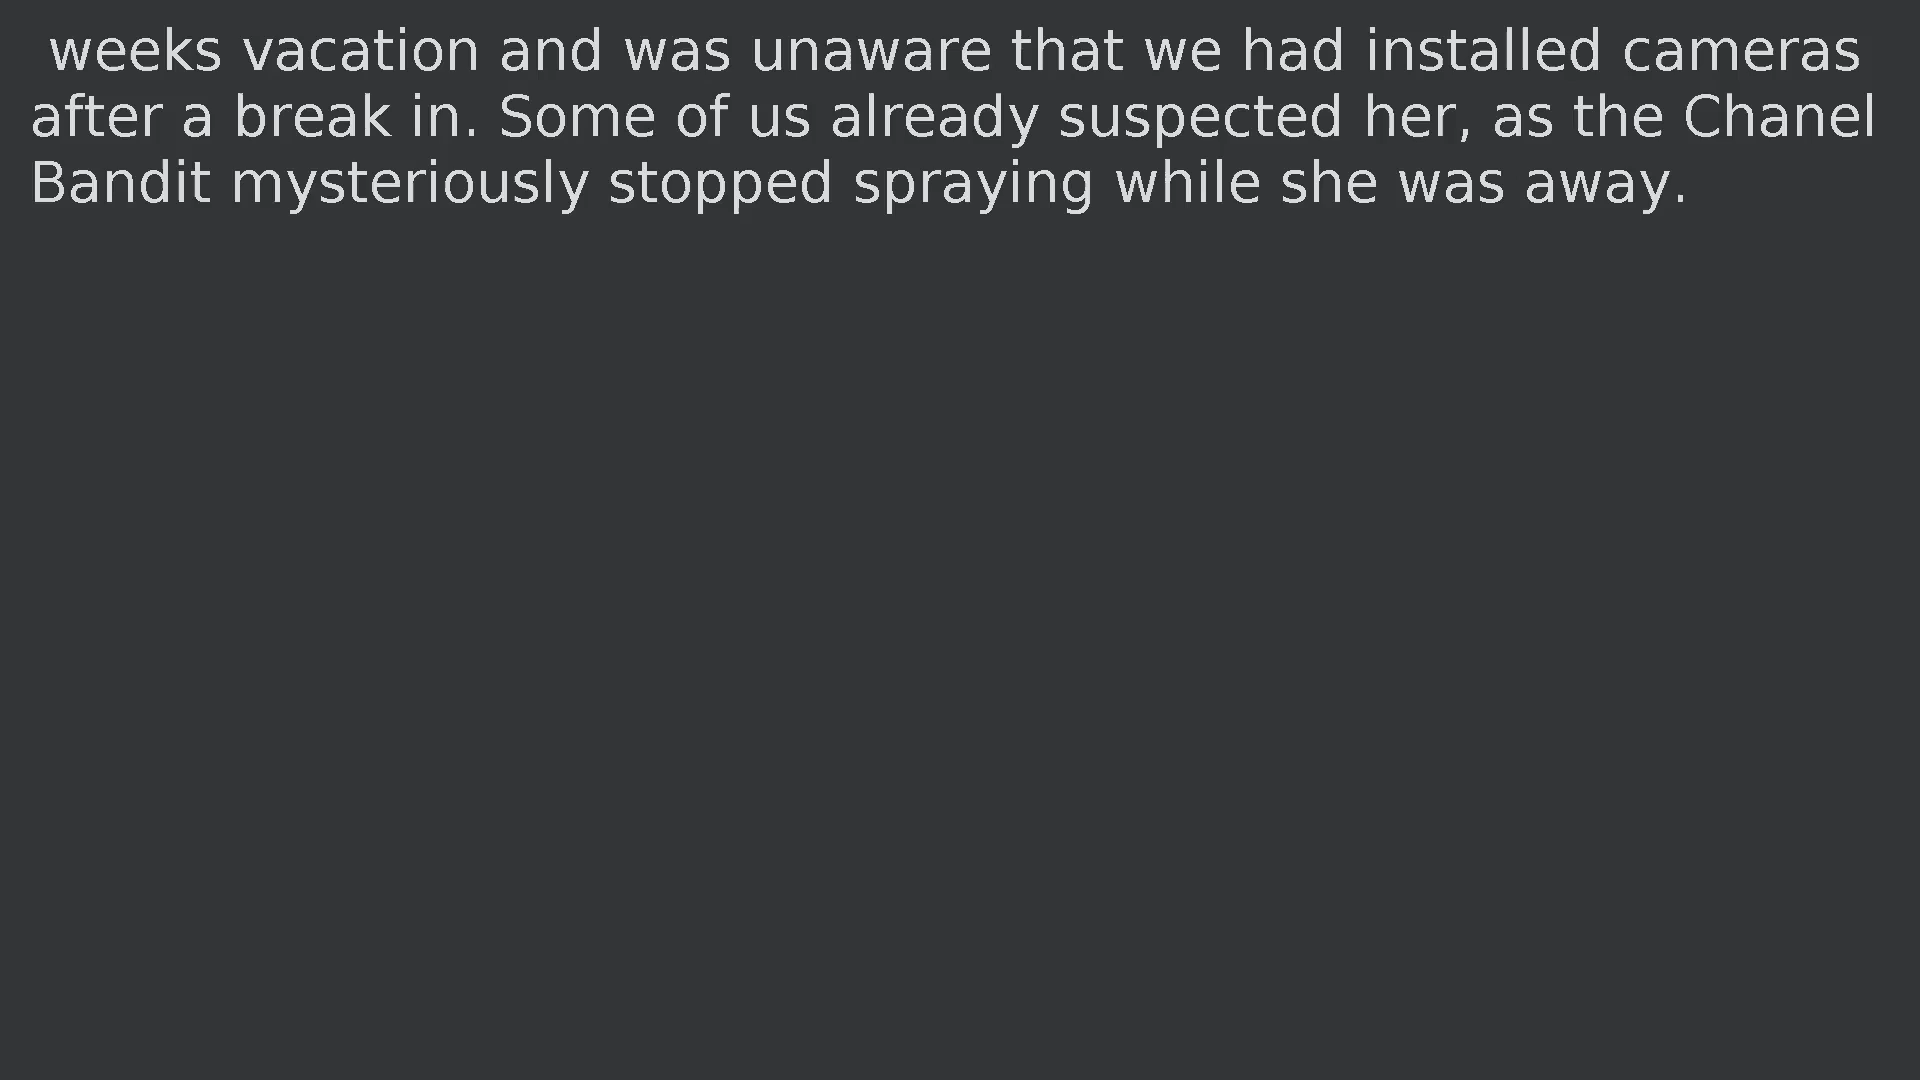 weeks vacation and was unaware that we had installed cameras
after a break in. Some of us already suspected her, as the Chanel
Bandit mysteriously stopped spraying while she was away.